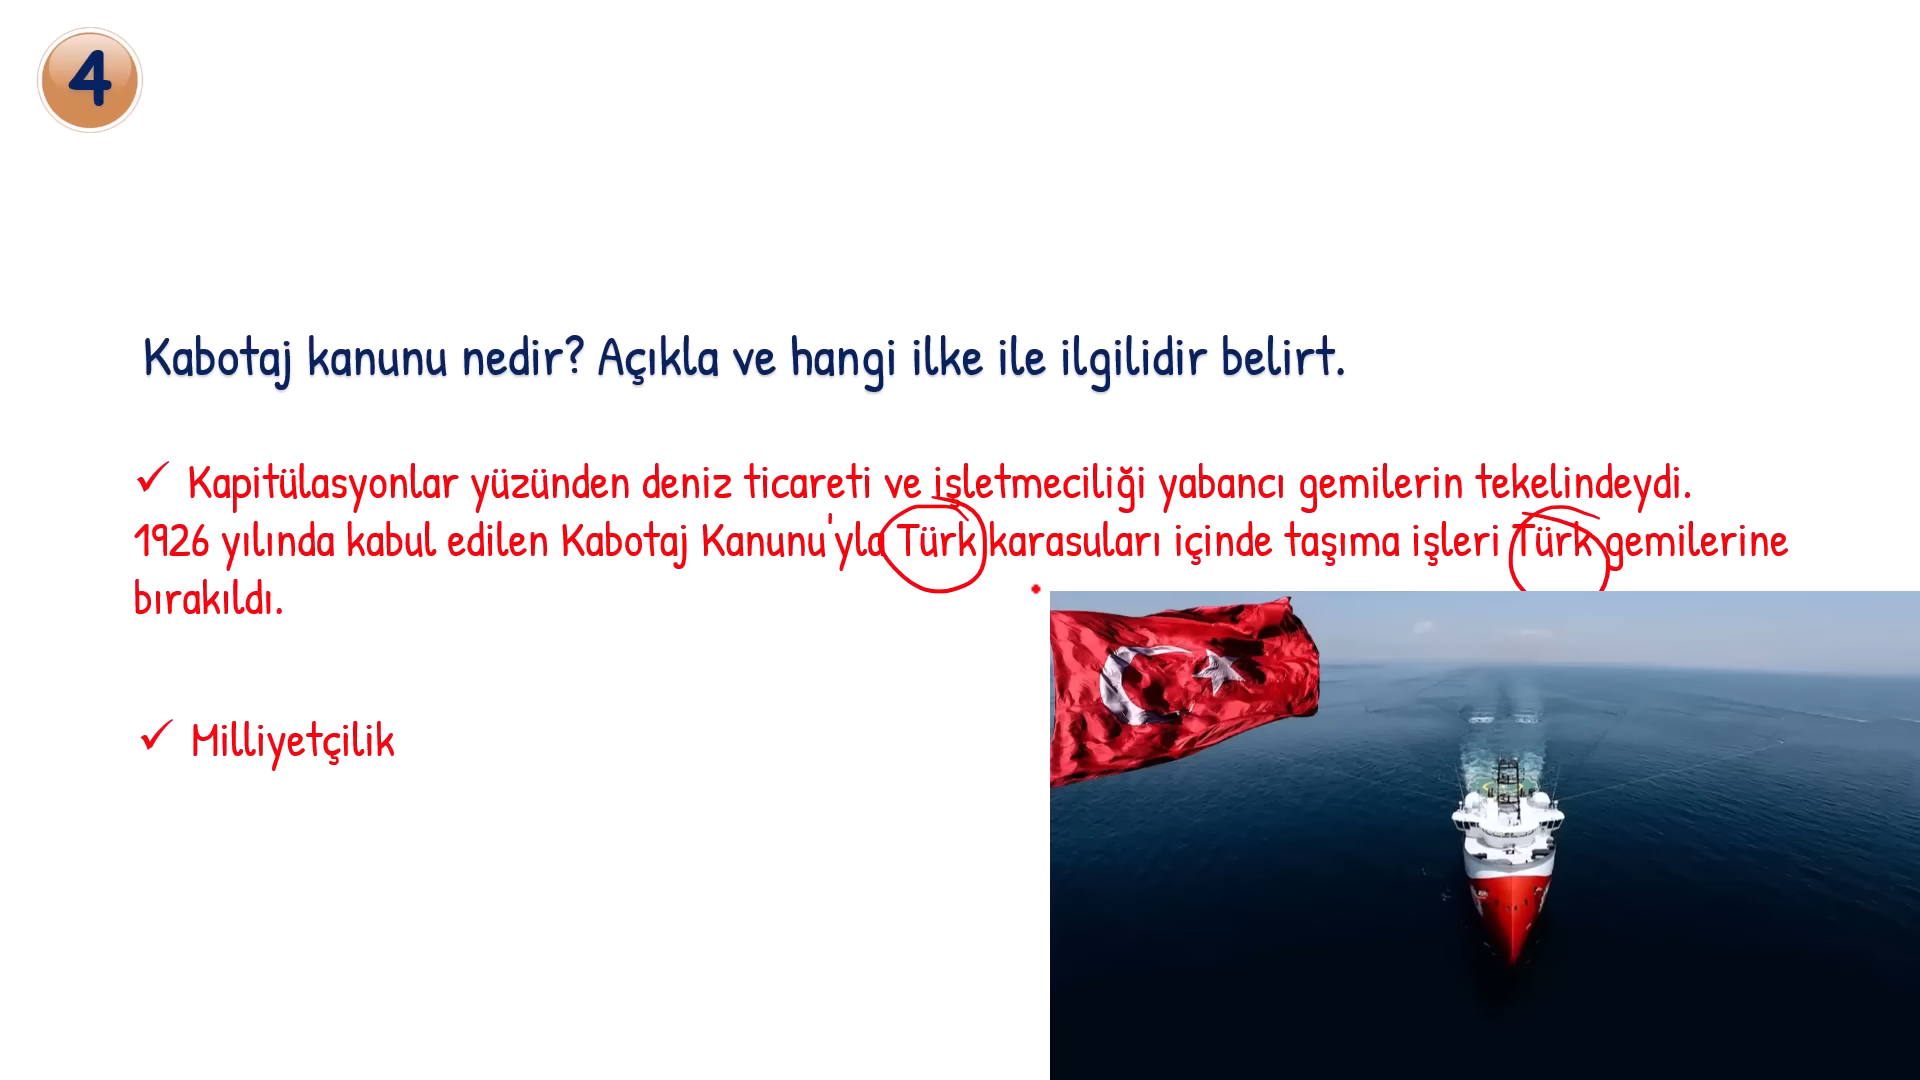 4
Kabotaj kanunu nedir? Açıkla ve hangi ilke ile ilgilidir belirt.
✓ Kapitülasyonlar yüzünden deniz ticareti ve işletmeciliği yabancı gemilerin tekelindeydi.
1926 yılında kabul edilen Kabotaj Kanunu'yla Türk karasuları içinde taşıma işleri Türk gemilerine
bırakıldı.
✓ Milliyetçilik